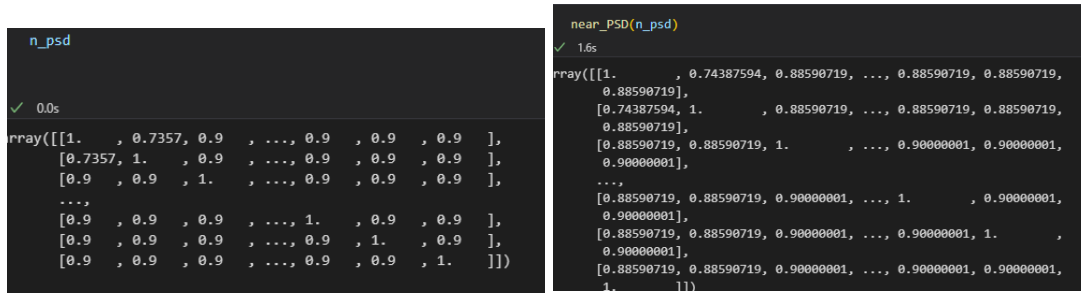 n_psd
0.0s
rray([[1.    , 0.7357, 0.9   , ..., 0.9   , 0.9   , 0.9   ],
[0.7357, 1.    , 0.9   , ..., 0.9   , 0.9   , 0.9   ],
[0.9   , 0.9   , 1.    , ..., 0.9   , 0.9   , 0.9   ],
...,
[0.9   , 0.9   , 0.9   , ..., 1.    , 0.9   , 0.9   ],
[0.9   , 0.9   , 0.9   , ..., 0.9   , 1.    , 0.9   ],
[0.9   , 0.9   , 0.9   , ..., 0.9   , 0.9   , 1.    ]])
near_PSD(n_psd)
1.6s
rray([[1.        , 0.74387594, 0.88590719, ..., 0.88590719, 0.88590719,
0.88590719],
[0.74387594, 1.        , 0.88590719, ..., 0.88590719, 0.88590719,
0.88590719],
[0.88590719, 0.88590719, 1.        , ..., 0.90000001, 0.90000001,
0.90000001],
...,
[0.88590719, 0.88590719, 0.90000001, ..., 1.        , 0.90000001,
0.90000001],
[0.88590719, 0.88590719, 0.90000001, ..., 0.90000001, 1.        ,
0.90000001],
[0.88590719, 0.88590719, 0.90000001, ..., 0.90000001, 0.90000001,
1.        ]])